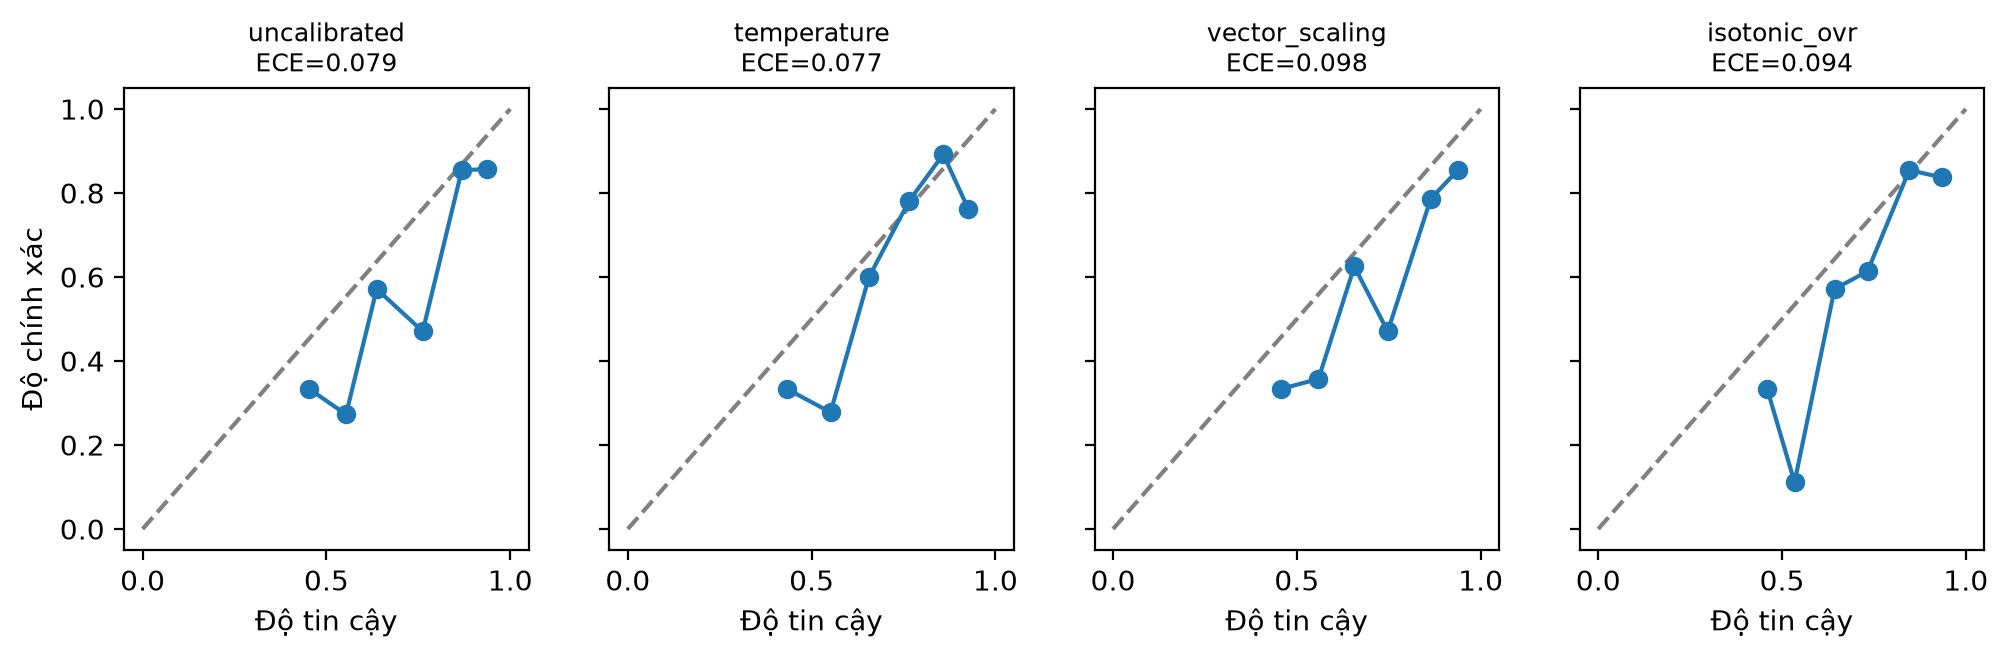 uncalibrated
ECE=0.079
temperature
ECE=0.077
vector_scaling
ECE=0.098
isotonic_ovr
ECE=0.094
Độ chính xác
1.0
0.8
0.6
0.4
0.2
0.0
0.0 0.5 1.0
Độ tin cậy
0.0 0.5 1.0
Độ tin cậy
0.0 0.5 1.0
Độ tin cậy
0.0 0.5 1.0
Độ tin cậy